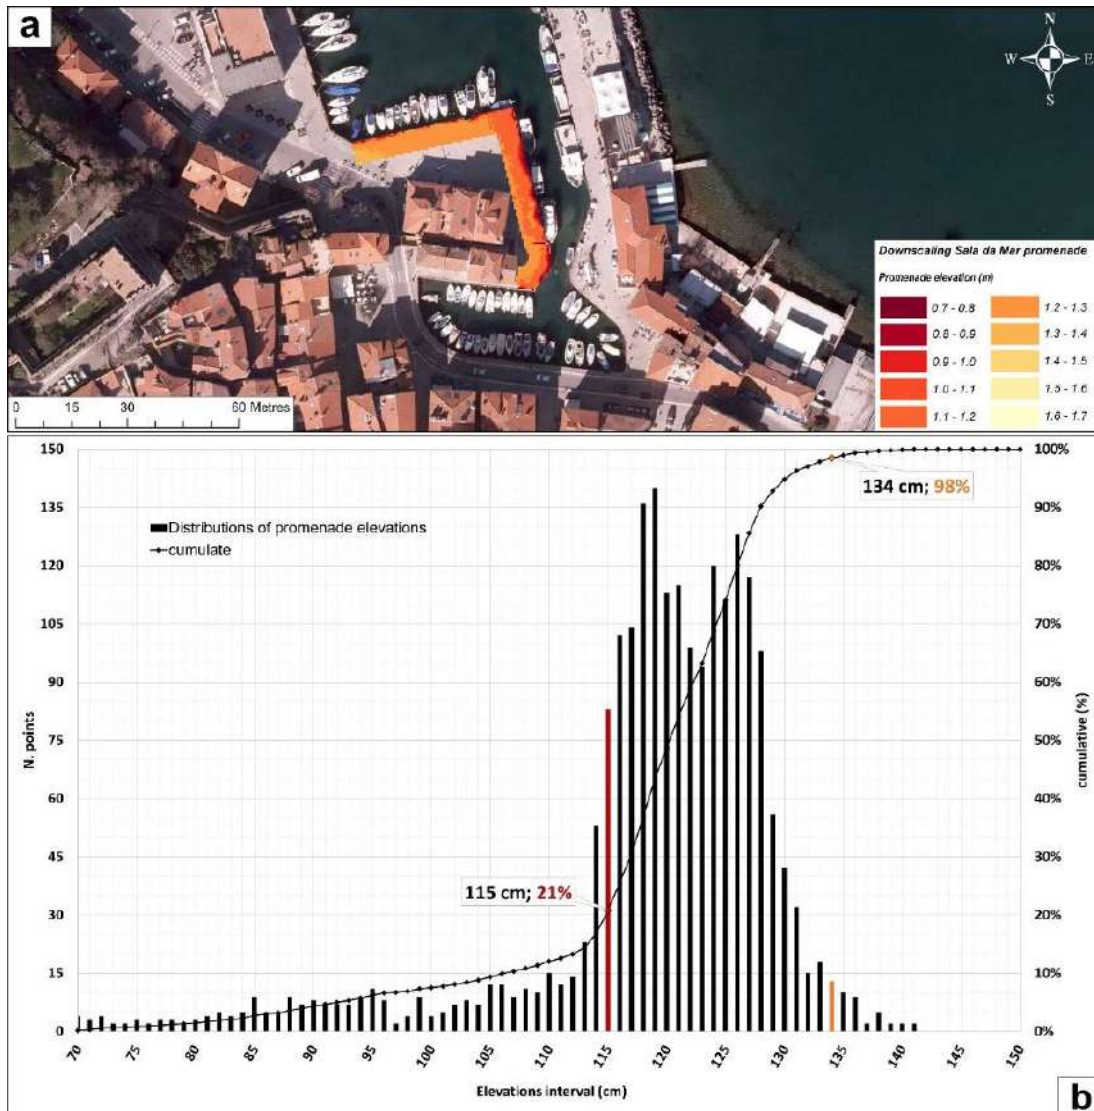 a
N
W E
S
Downscaling Sala da Mar promenade
Promenade elevation (m)
0.7 - 0.8 1.2 - 1.3
0.8 - 0.9 1.3 - 1.4
0.9 - 1.0 1.4 - 1.5
1.0 - 1.1 1.5 - 1.6
1.1 - 1.2 1.6 - 1.7
0 15 30 60 Metres
150 100%
134 cm; 98%
135 90%
Distributions of promenade elevations
cumulate
120 80%
105 70%
90 60%
75 50%
60 40%
45 30%
115 cm; 21%
30 20%
15 10%
0 0%
N. points
cumulative (%)
70 75 80 85 90 95 100 105 110 115 120 125 130 135 140 145 150
Elevations interval (cm)
b